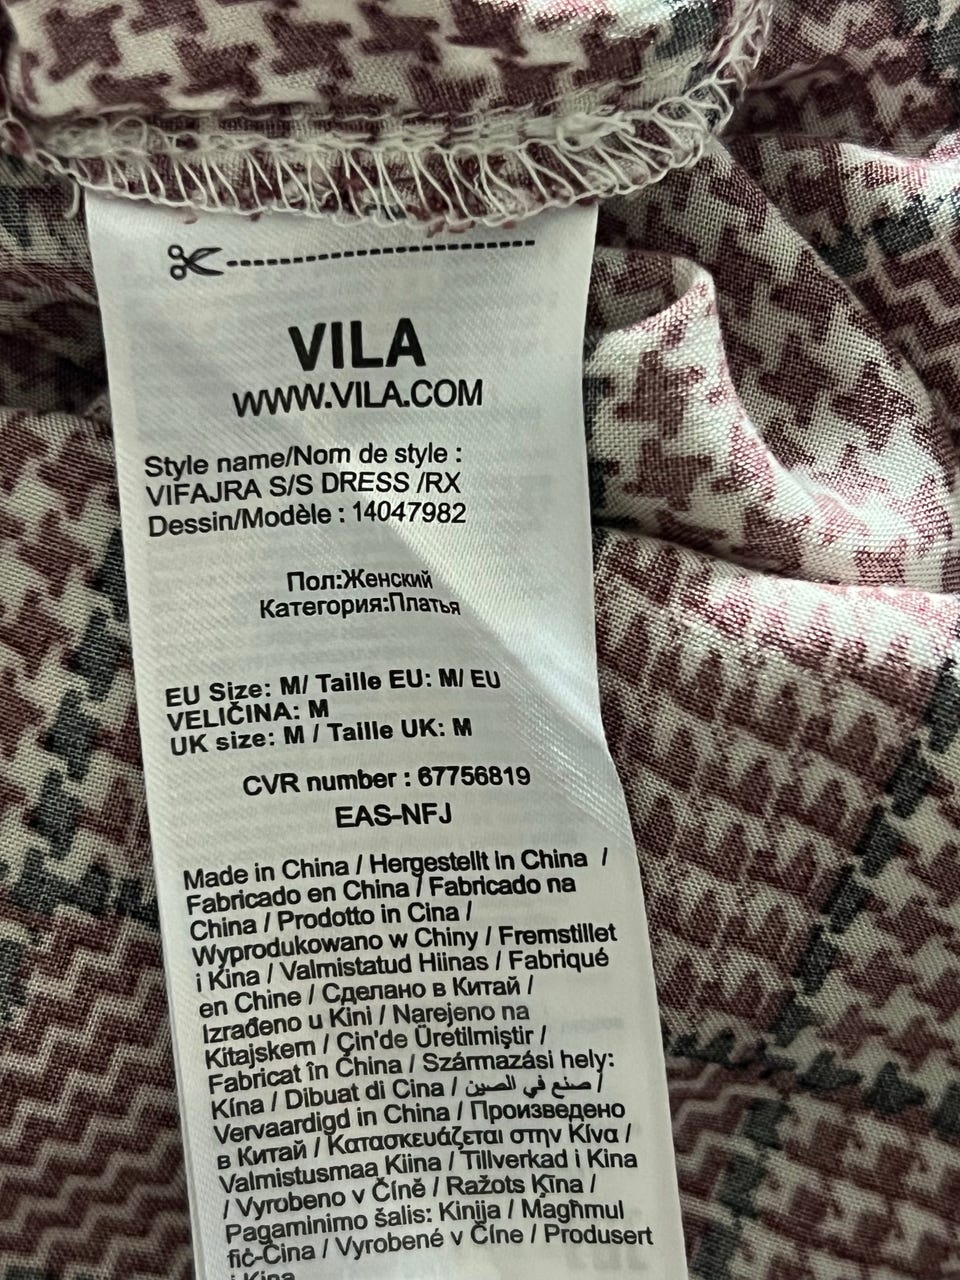 VILA
WWW.VILA.COM
Style name/Nom de style :
VIFAJRA S/S DRESS /RX
Dessin/Modèle : 14047982
Пол:Женский
Категория:Платья
EU Size: M/ Taille EU: M/ EU
VELIČINA: M
UK size: M / Taille UK: M
CVR number : 67756819
EAS-NFJ
Made in China / Hergestellt in China /
Fabricado en China / Fabricado na
China / Prodotto in Cina /
Wyprodukowano w Chiny / Fremstillet
i Kina / Valmistatud Hiinas / Fabriqué
en Chine / Сделано в Китай /
Izrađeno u Kini / Narejeno na
Kitajskem / Çin'de Üretilmiştir /
Fabricat în China / Származási hely:
Kína / Dibuat di Cina / صنع في الصين /
Vervaardigd in China / Произведено
в Китай / Κατασκευάζεται στην Κίνα /
Valmistusmaa Kiina / Tillverkad i Kina
/ Vyrobeno v Číně / Ražots Ķīna /
Pagaminimo šalis: Kinija / Magħmul
fiċ-Ċina / Vyrobené v Číne / Produsert
i Kina